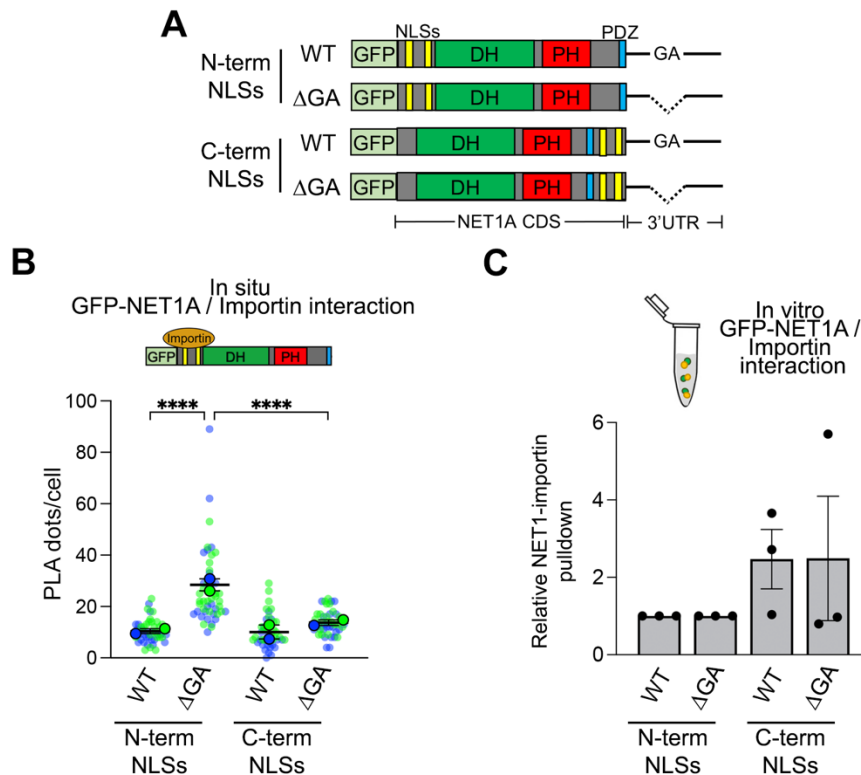 A
NLSs PDZ
N-term
NLSs
WT GFP DH PH GA
ΔGA GFP DH PH
C-term
NLSs
WT GFP DH PH GA
ΔGA GFP DH PH
NET1A CDS 3'UTR
B
In situ
GFP-NET1A / Importin interaction
Importin
GFP DH PH
**** ****
PLA dots/cell
100
80
60
40
20
0
WT ΔGA WT ΔGA
N-term
NLSs
C-term
NLSs
C
In vitro
GFP-NET1A /
Importin
interaction
Relative NET1-importin
pulldown
6
4
2
0
WT ΔGA WT ΔGA
N-term
NLSs
C-term
NLSs